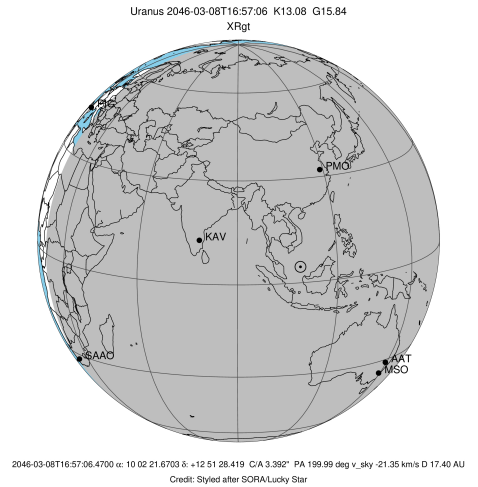 Uranus 2046-03-08T16:57:06 K13.08 G15.84
XRgt
PIC
PMO
KAV
SAAO
AAT
MSO
2046-03-08T16:57:06.4700 α: 10 02 21.6703 δ: +12 51 28.419 C/A 3.392" PA 199.99 deg v_sky -21.35 km/s D 17.40 AU
Credit: Styled after SORA/Lucky Star